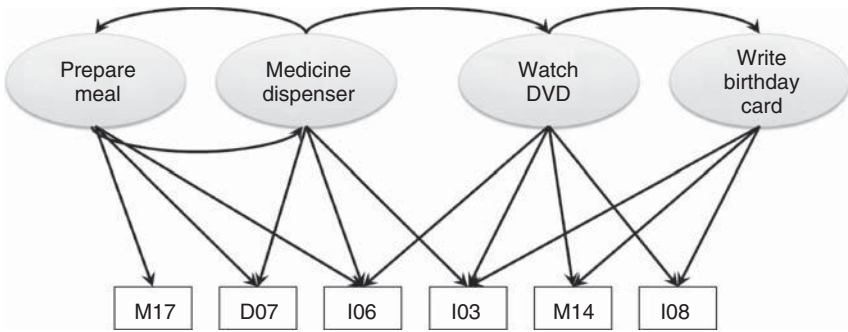 Prepare
meal
Medicine
dispenser
Watch
DVD
Write
birthday
card
M17
D07
I06
I03
M14
I08